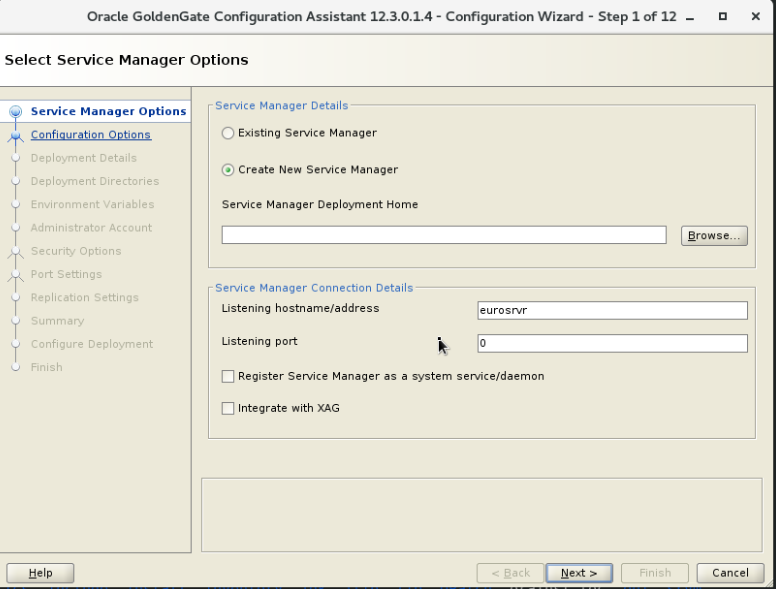 Oracle GoldenGate Configuration Assistant 12.3.0.1.4 - Configuration Wizard - Step 1 of 12
Select Service Manager Options
Service Manager Options
Configuration Options
Deployment Details
Deployment Directories
Environment Variables
Administrator Account
Security Options
Port Settings
Replication Settings
Summary
Configure Deployment
Finish
Service Manager Details
Existing Service Manager
Create New Service Manager
Service Manager Deployment Home
Browse...
Service Manager Connection Details
Listening hostname/address eurosrvr
Listening port 0
Register Service Manager as a system service/daemon
Integrate with XAG
Help < Back Next > Finish Cancel